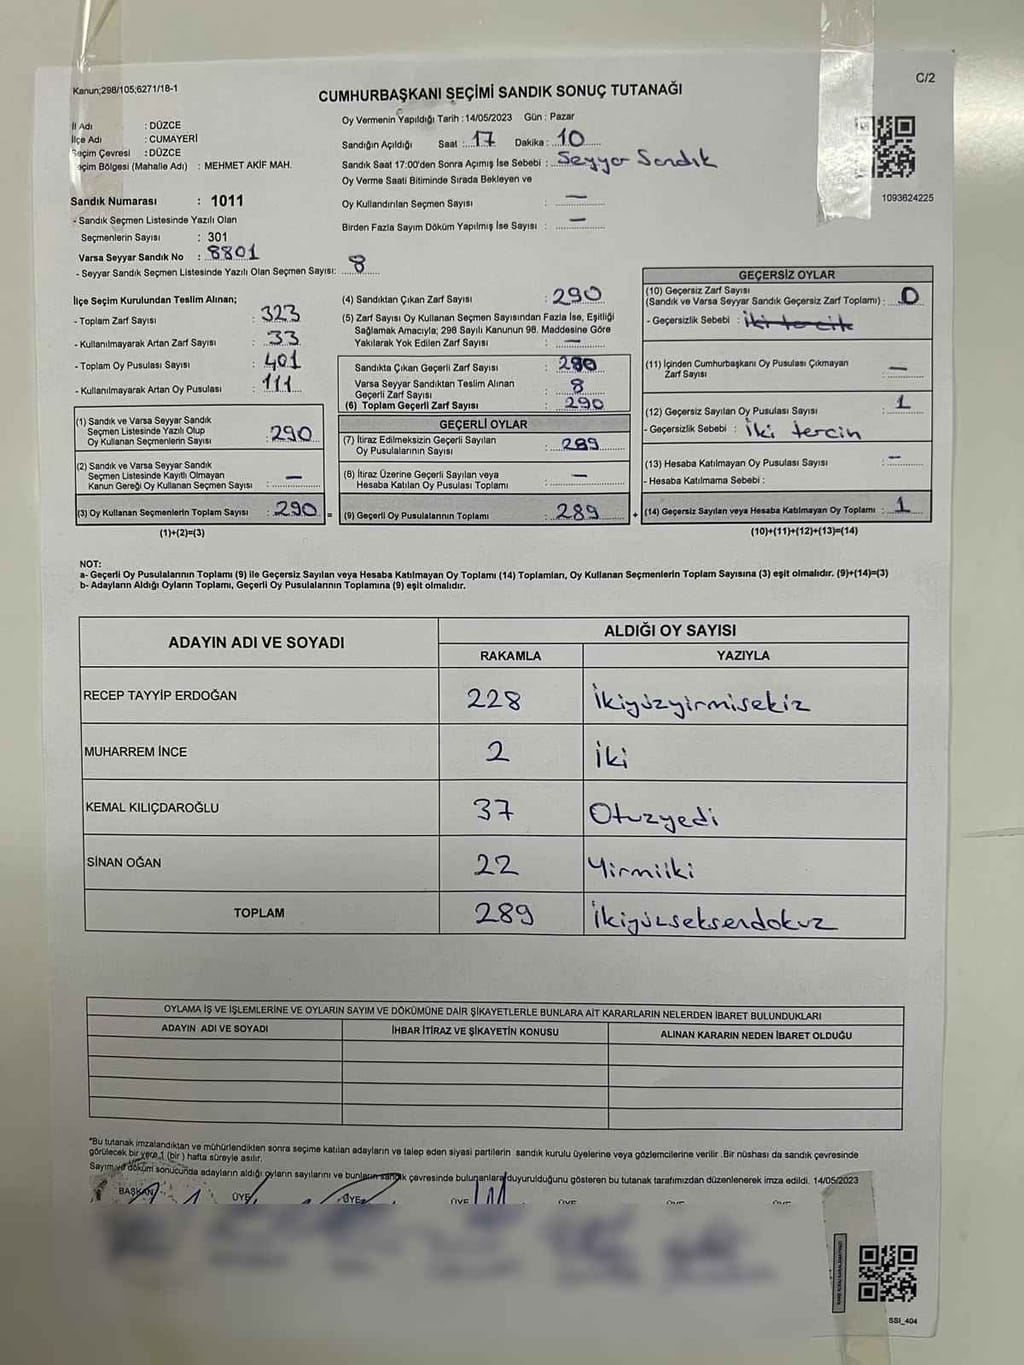 Kanun;298/105;6271/18-1
C/2
CUMHURBAŞKANI SEÇİMİ SANDIK SONUÇ TUTANAĞI
İl Adı : DÜZCE
İlçe Adı : CUMAYERİ
Seçim Çevresi : DÜZCE
Seçim Bölgesi (Mahalle Adı) : MEHMET AKİF MAH.
Sandık Numarası : 1011
- Sandık Seçmen Listesinde Yazılı Olan
Seçmenlerin Sayısı : 301
Varsa Seyyar Sandık No : 8801
- Seyyar Sandık Seçmen Listesinde Yazılı Olan Seçmen Sayısı: 8
Oy Vermenin Yapıldığı Tarih : 14/05/2023 Gün : Pazar
Sandığın Açıldığı Saat : 17 Dakika : 10
Sandık Saat 17:00'den Sonra Açımış İse Sebebi : Seyyar Sandık
Oy Verme Saati Bitiminde Sırada Bekleyen ve
Oy Kullandırılan Seçmen Sayısı : —
Birden Fazla Sayım Döküm Yapılmış İse Sayısı : —
1093624225
İlçe Seçim Kurulundan Teslim Alınan;
- Toplam Zarf Sayısı : 323
- Kullanılmayarak Artan Zarf Sayısı : 33
- Toplam Oy Pusulası Sayısı : 401
- Kullanılmayarak Artan Oy Pusulası : 111
(1) Sandık ve Varsa Seyyar Sandık
Seçmen Listesinde Yazılı Olup
Oy Kullanan Seçmenlerin Sayısı : 290
(2) Sandık ve Varsa Seyyar Sandık
Seçmen Listesinde Kayıtlı Olmayan
Kanun Gereği Oy Kullanan Seçmen Sayısı : —
(3) Oy Kullanan Seçmenlerin Toplam Sayısı : 290 =
(1)+(2)=(3)
(4) Sandıktan Çıkan Zarf Sayısı : 290
(5) Zarf Sayısı Oy Kullanan Seçmen Sayısından Fazla İse, Eşitliği
Sağlamak Amacıyla; 298 Sayılı Kanunun 98. Maddesine Göre
Yakılarak Yok Edilen Zarf Sayısı : —
Sandıkta Çıkan Geçerli Zarf Sayısı :
Varsa Seyyar Sandıktan Teslim Alınan
Geçerli Zarf Sayısı : 8
(6) Toplam Geçerli Zarf Sayısı : 290
GEÇERLİ OYLAR
(7) İtiraz Edilmeksizin Geçerli Sayılan
Oy Pusulalarının Sayısı : 289
(8) İtiraz Üzerine Geçerli Sayılan veya
Hesaba Katılan Oy Pusulası Toplamı : —
(9) Geçerli Oy Pusulalarının Toplamı : 289 +
GEÇERSİZ OYLAR
(10) Geçersiz Zarf Sayısı
(Sandık ve Varsa Seyyar Sandık Geçersiz Zarf Toplamı) : 0
- Geçersizlik Sebebi :
(11) İçinden Cumhurbaşkanı Oy Pusulası Çıkmayan
Zarf Sayısı : —
(12) Geçersiz Sayılan Oy Pusulası Sayısı : 1
- Geçersizlik Sebebi : İki tercin
(13) Hesaba Katılmayan Oy Pusulası Sayısı : —
- Hesaba Katılmama Sebebi :
(14) Geçersiz Sayılan veya Hesaba Katılmayan Oy Toplamı : 1
(10)+(11)+(12)+(13)=(14)
NOT:
a- Geçerli Oy Pusulalarının Toplamı (9) ile Geçersiz Sayılan veya Hesaba Katılmayan Oy Toplamı (14) Toplamları, Oy Kullanan Seçmenlerin Toplam Sayısına (3) eşit olmalıdır. (9)+(14)=(3)
b- Adayların Aldığı Oyların Toplamı, Geçerli Oy Pusulalarının Toplamına (9) eşit olmalıdır.
ADAYIN ADI VE SOYADI ALDIĞI OY SAYISI
RAKAMLA YAZIYLA
RECEP TAYYİP ERDOĞAN 228 İkiyüzyirmisekiz
MUHARREM İNCE 2 İki
KEMAL KILIÇDAROĞLU 37 Otuzyedi
SİNAN OĞAN 22 Yirmiiki
TOPLAM 289 İkiyüzseksendokuz
OYLAMA İŞ VE İŞLEMLERİNE VE OYLARIN SAYIM VE DÖKÜMÜNE DAİR ŞİKAYETLERLE BUNLARA AİT KARARLARIN NELERDEN İBARET BULUNDUKLARI
ADAYIN ADI VE SOYADI İHBAR İTİRAZ VE ŞİKAYETİN KONUSU ALINAN KARARIN NEDEN İBARET OLDUĞU
*Bu tutanak imzalandıktan ve mühürlendikten sonra seçime katılan adayların ve talep eden siyasi partilerin sandık kurulu üyelerine veya gözlemcilerine verilir .Bir nüshası da sandık çevresinde
görülecek bir yere 1 (bir ) hafta süreyle asılır.
Sayım ve döküm sonucunda adayların aldığı oyların sayılarını ve bunların sandık çevresinde bulunanlara duyurulduğunu gösteren bu tutanak tarafımızdan düzenlenerek imza edildi. 14/05/2023
BAŞKAN ÜYE ÜYE ÜYE ÜYE ÜYE ÜYE
SSI_404